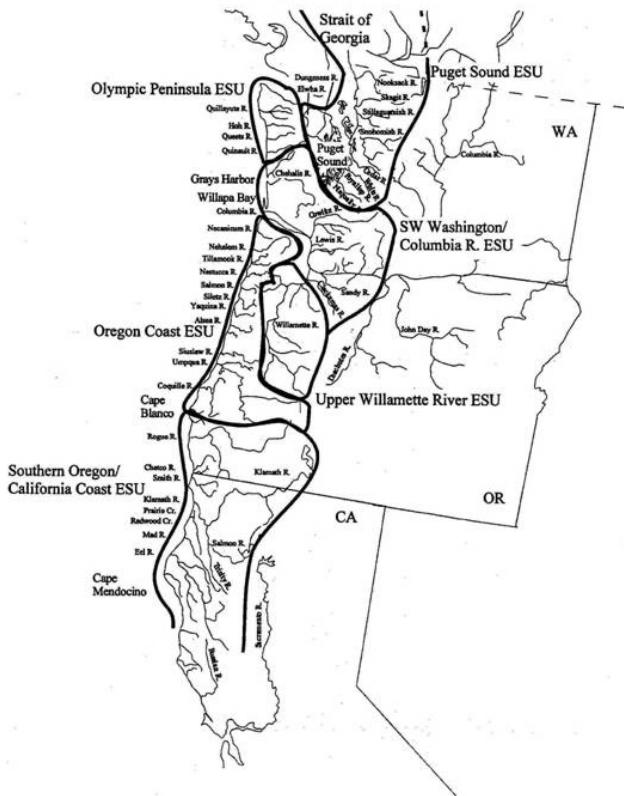 Strait of
Georgia
Dungeness R.
Elwha R.
Nooksack R.
Puget Sound ESU
Skagit R.
Olympic Peninsula ESU
Stillaguamish R.
Quillayute R.
Snohomish R.
Hoh R.
Queets R.
Puget
Sound
Quinault R.
WA
Columbia R.
Chehalis R.
Grays Harbor
Puyallup R.
Willapa Bay
Columbia R.
Cowlitz R.
SW Washington/
Columbia R. ESU
Necanicum R.
Lewis R.
Nehalem R.
Tillamook R.
Nestucca R.
Salmon R.
Clackamas R.
Sandy R.
Siletz R.
Yaquina R.
Alsea R.
Willamette R.
John Day R.
Oregon Coast ESU
Deschutes R.
Siuslaw R.
Umpqua R.
Coquille R.
Upper Willamette River ESU
Cape
Blanco
Rogue R.
Southern Oregon/
California Coast ESU
Chetco R.
Smith R.
Klamath R.
Klamath R.
OR
Prairie Cr.
Redwood Cr.
CA
Mad R.
Salmon R.
Eel R.
Trinity R.
Cape
Mendocino
Sacramento R.
Russian R.